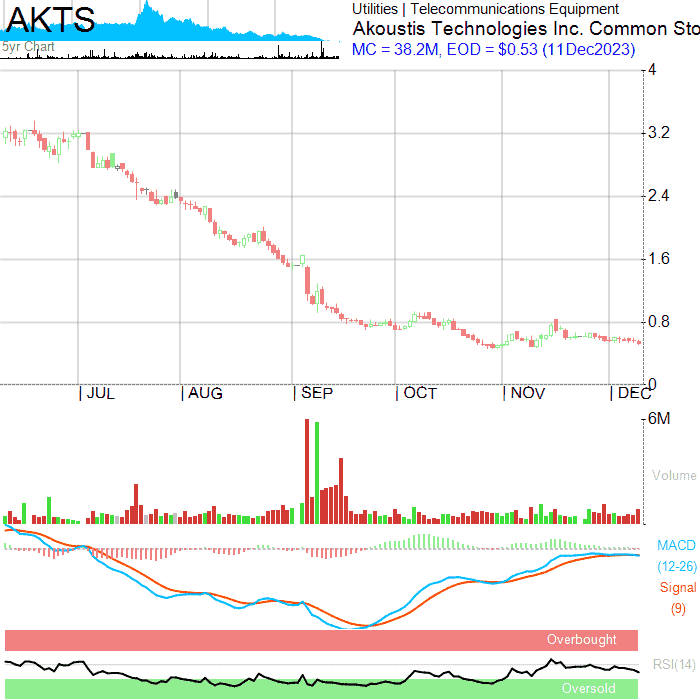 AKTS
5yr Chart
Utilities | Telecommunications Equipment
Akoustis Technologies Inc. Common Sto
MC = 38.2M, EOD = $0.53 (11Dec2023)
4
3.2
2.4
1.6
0.8
0
| JUL | AUG | SEP | OCT | NOV | DEC
6M
Volume
MACD
(12-26)
Signal
(9)
Overbought
RSI(14)
Oversold